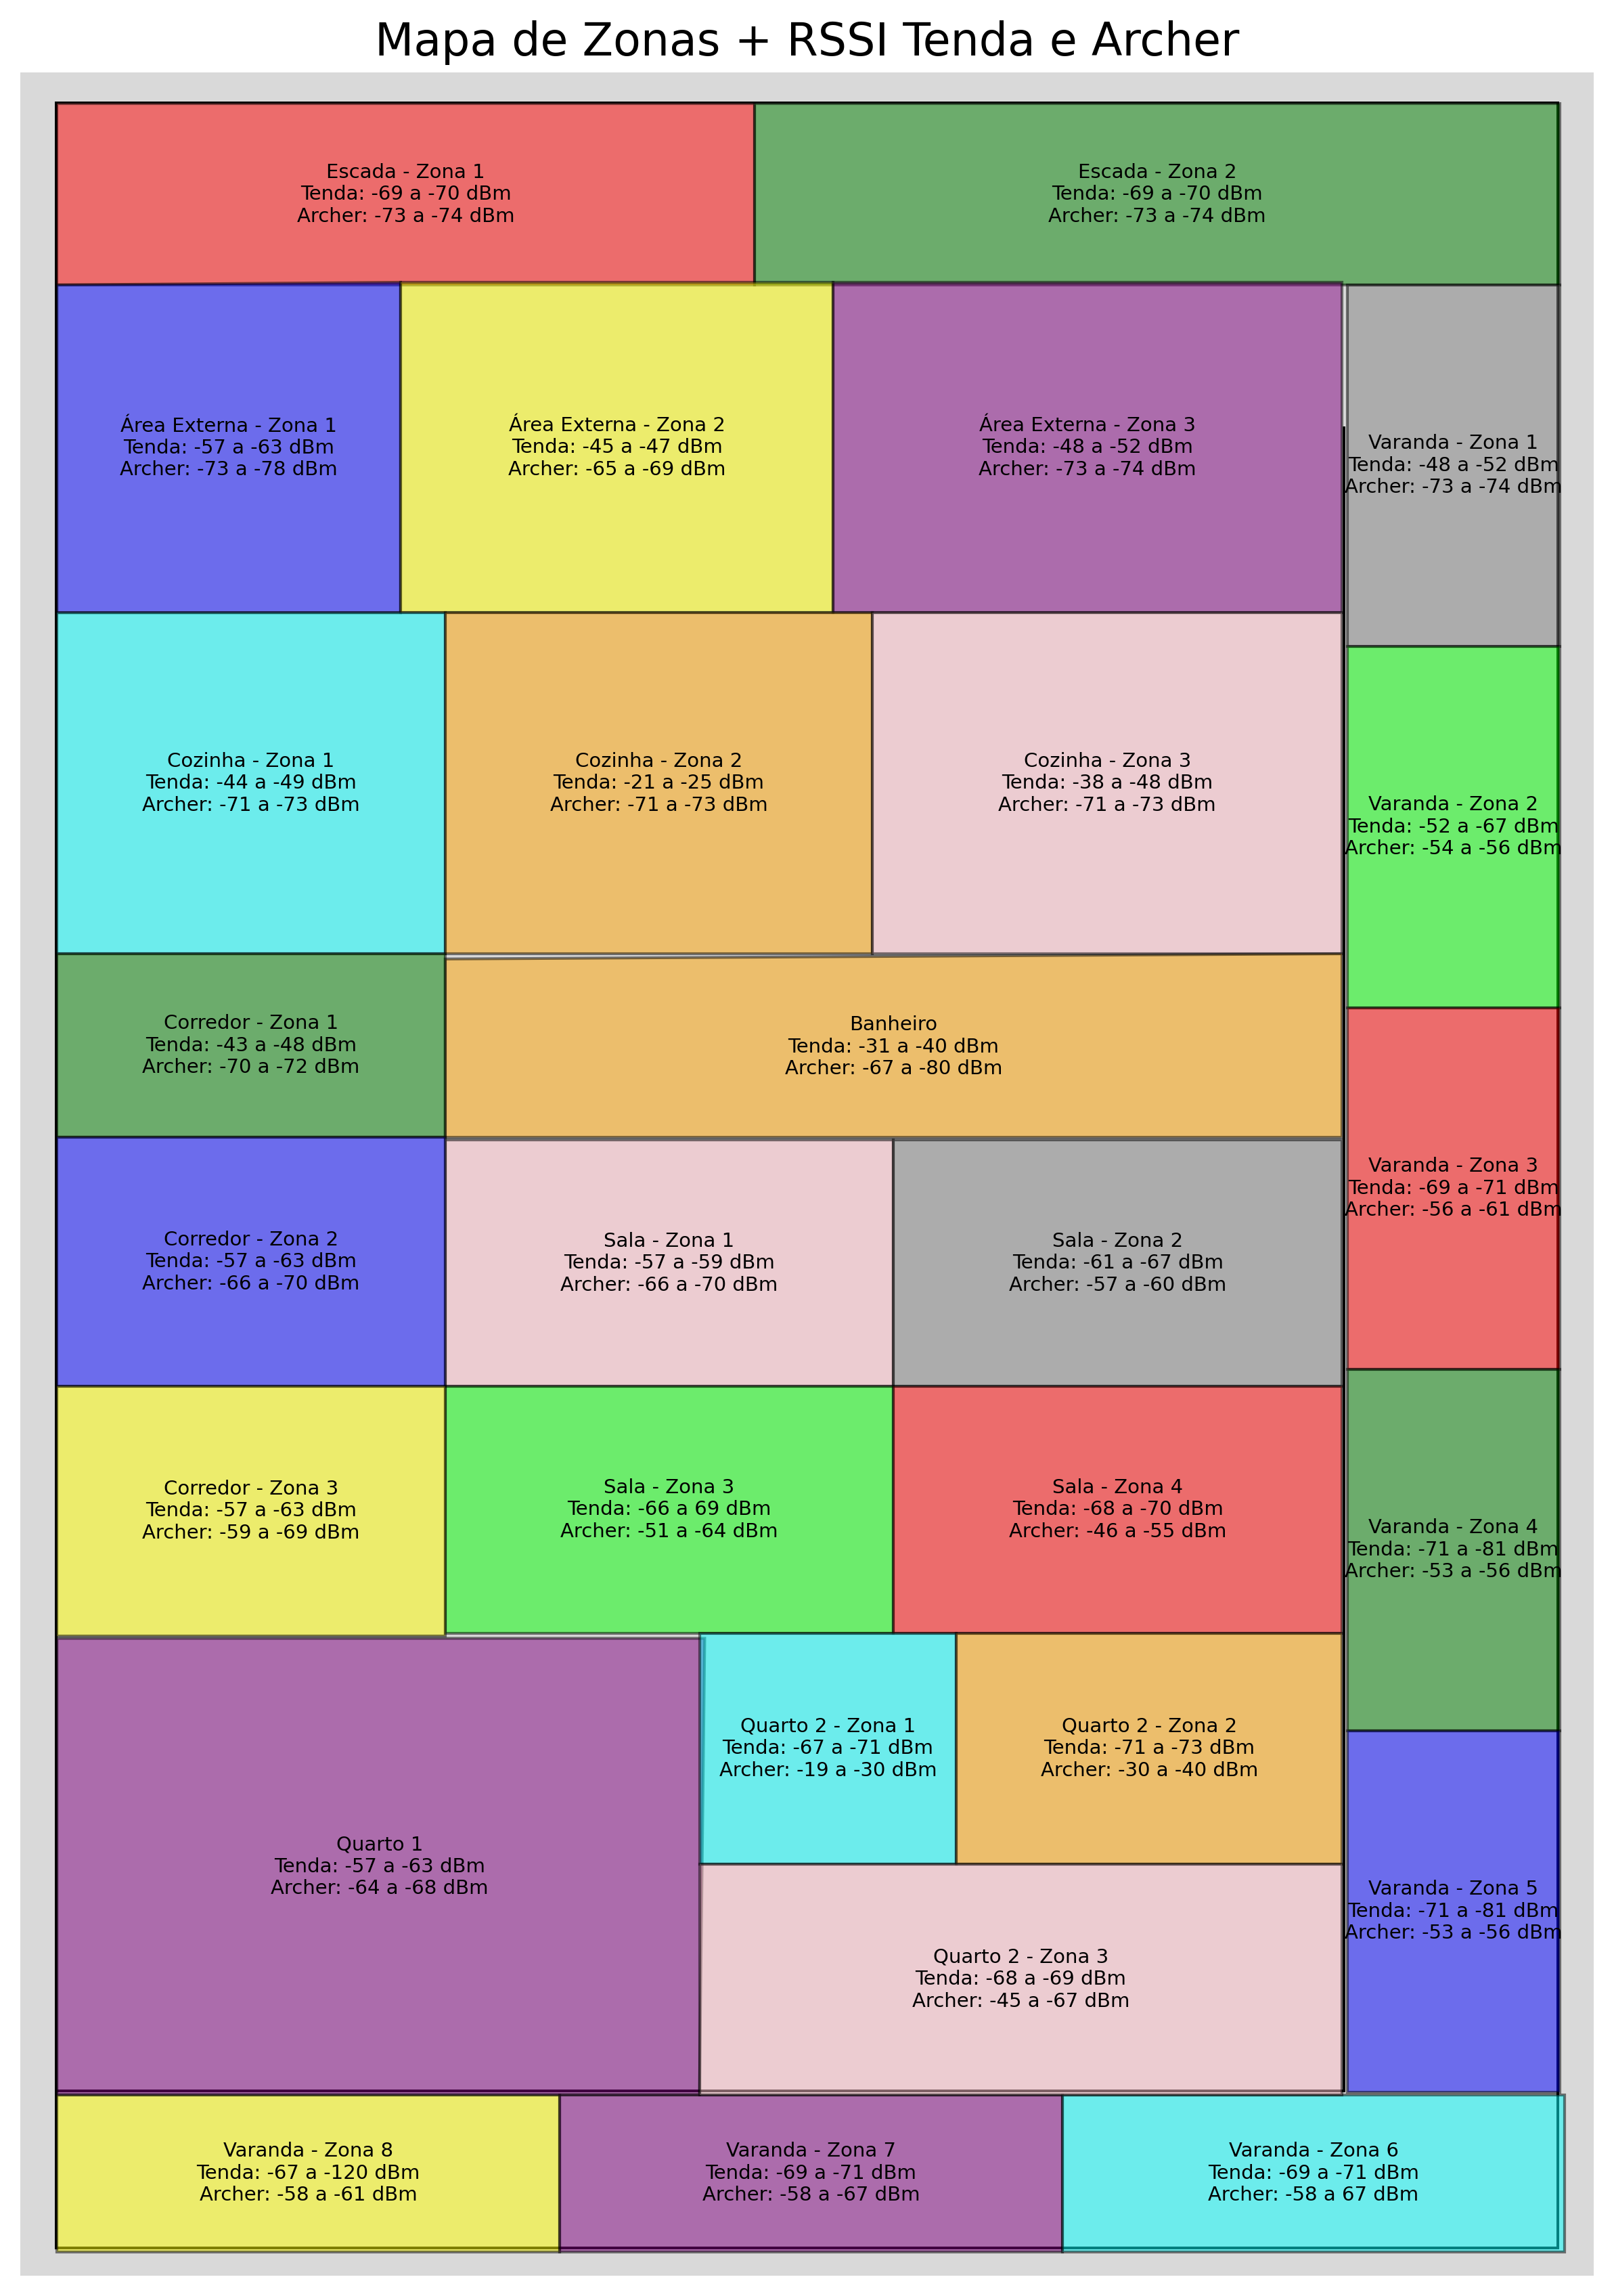 Mapa de Zonas + RSSI Tenda e Archer
Escada - Zona 1
Tenda: -69 a -70 dBm
Archer: -73 a -74 dBm
Escada - Zona 2
Tenda: -69 a -70 dBm
Archer: -73 a -74 dBm
Área Externa - Zona 1
Tenda: -57 a -63 dBm
Archer: -73 a -78 dBm
Área Externa - Zona 2
Tenda: -45 a -47 dBm
Archer: -65 a -69 dBm
Área Externa - Zona 3
Tenda: -48 a -52 dBm
Archer: -73 a -74 dBm
Varanda - Zona 1
Tenda: -48 a -52 dBm
Archer: -73 a -74 dBm
Cozinha - Zona 1
Tenda: -44 a -49 dBm
Archer: -71 a -73 dBm
Cozinha - Zona 2
Tenda: -21 a -25 dBm
Archer: -71 a -73 dBm
Cozinha - Zona 3
Tenda: -38 a -48 dBm
Archer: -71 a -73 dBm
Varanda - Zona 2
Tenda: -52 a -67 dBm
Archer: -54 a -56 dBm
Corredor - Zona 1
Tenda: -43 a -48 dBm
Archer: -70 a -72 dBm
Banheiro
Tenda: -31 a -40 dBm
Archer: -67 a -80 dBm
Varanda - Zona 3
Tenda: -69 a -71 dBm
Archer: -56 a -61 dBm
Corredor - Zona 2
Tenda: -57 a -63 dBm
Archer: -66 a -70 dBm
Sala - Zona 1
Tenda: -57 a -59 dBm
Archer: -66 a -70 dBm
Sala - Zona 2
Tenda: -61 a -67 dBm
Archer: -57 a -60 dBm
Corredor - Zona 3
Tenda: -57 a -63 dBm
Archer: -59 a -69 dBm
Sala - Zona 3
Tenda: -66 a 69 dBm
Archer: -51 a -64 dBm
Sala - Zona 4
Tenda: -68 a -70 dBm
Archer: -46 a -55 dBm
Varanda - Zona 4
Tenda: -71 a -81 dBm
Archer: -53 a -56 dBm
Quarto 1
Tenda: -57 a -63 dBm
Archer: -64 a -68 dBm
Quarto 2 - Zona 1
Tenda: -67 a -71 dBm
Archer: -19 a -30 dBm
Quarto 2 - Zona 2
Tenda: -71 a -73 dBm
Archer: -30 a -40 dBm
Quarto 2 - Zona 3
Tenda: -68 a -69 dBm
Archer: -45 a -67 dBm
Varanda - Zona 5
Tenda: -71 a -81 dBm
Archer: -53 a -56 dBm
Varanda - Zona 8
Tenda: -67 a -120 dBm
Archer: -58 a -61 dBm
Varanda - Zona 7
Tenda: -69 a -71 dBm
Archer: -58 a -67 dBm
Varanda - Zona 6
Tenda: -69 a -71 dBm
Archer: -58 a 67 dBm